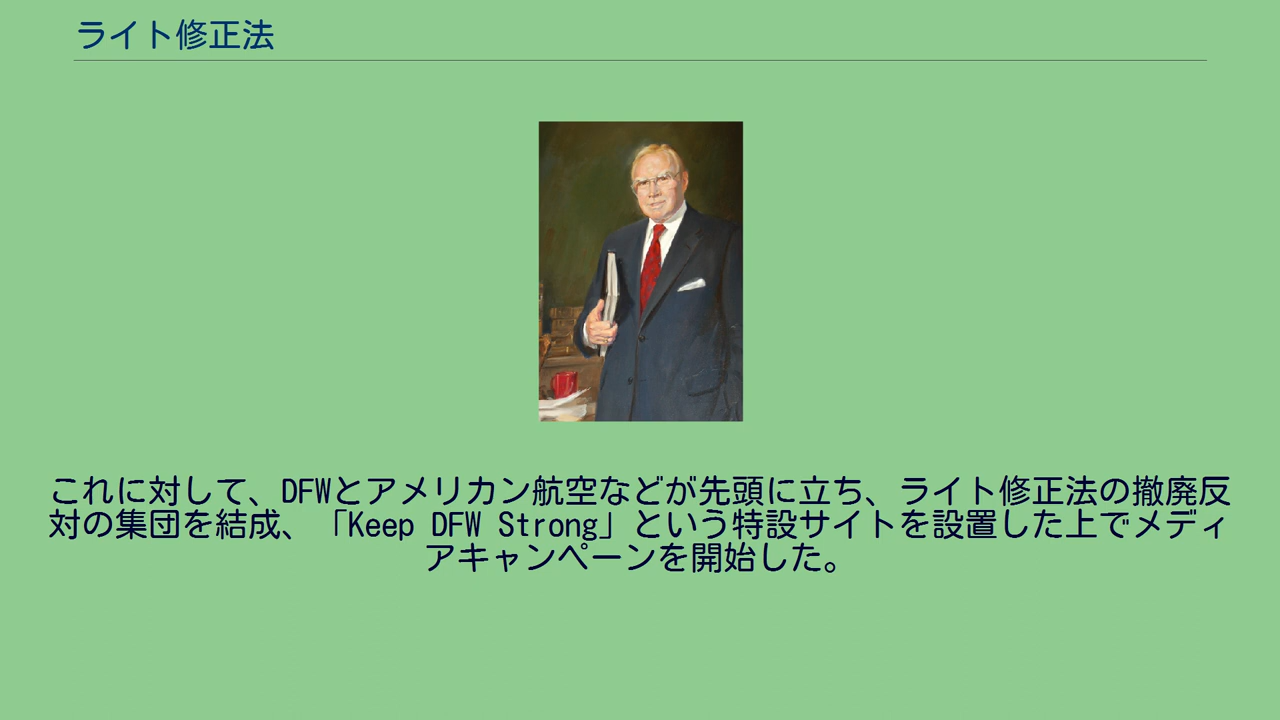 ライト修正法
これに対して、DFWとアメリカン航空などが先頭に立ち、ライト修正法の撤廃反
対の集団を結成、「Keep DFW Strong」という特設サイトを設置した上でメディ
アキャンペーンを開始した。